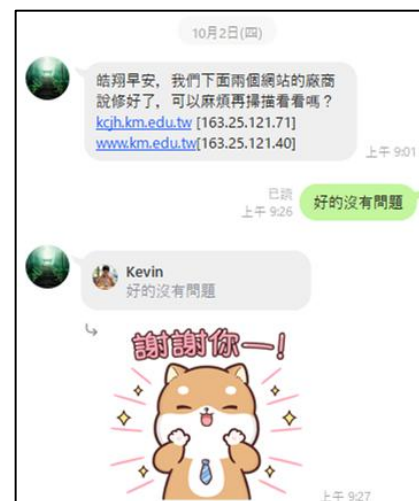 10月2日(四)
皓翔早安，我們下面兩個網站的廠商
說修好了，可以麻煩再掃描看看嗎？
kcjh.km.edu.tw [163.25.121.71]
www.km.edu.tw[163.25.121.40]
上午 9:01
已讀
上午 9:26
好的沒有問題
Kevin
好的沒有問題
謝謝你—!
上午 9:27